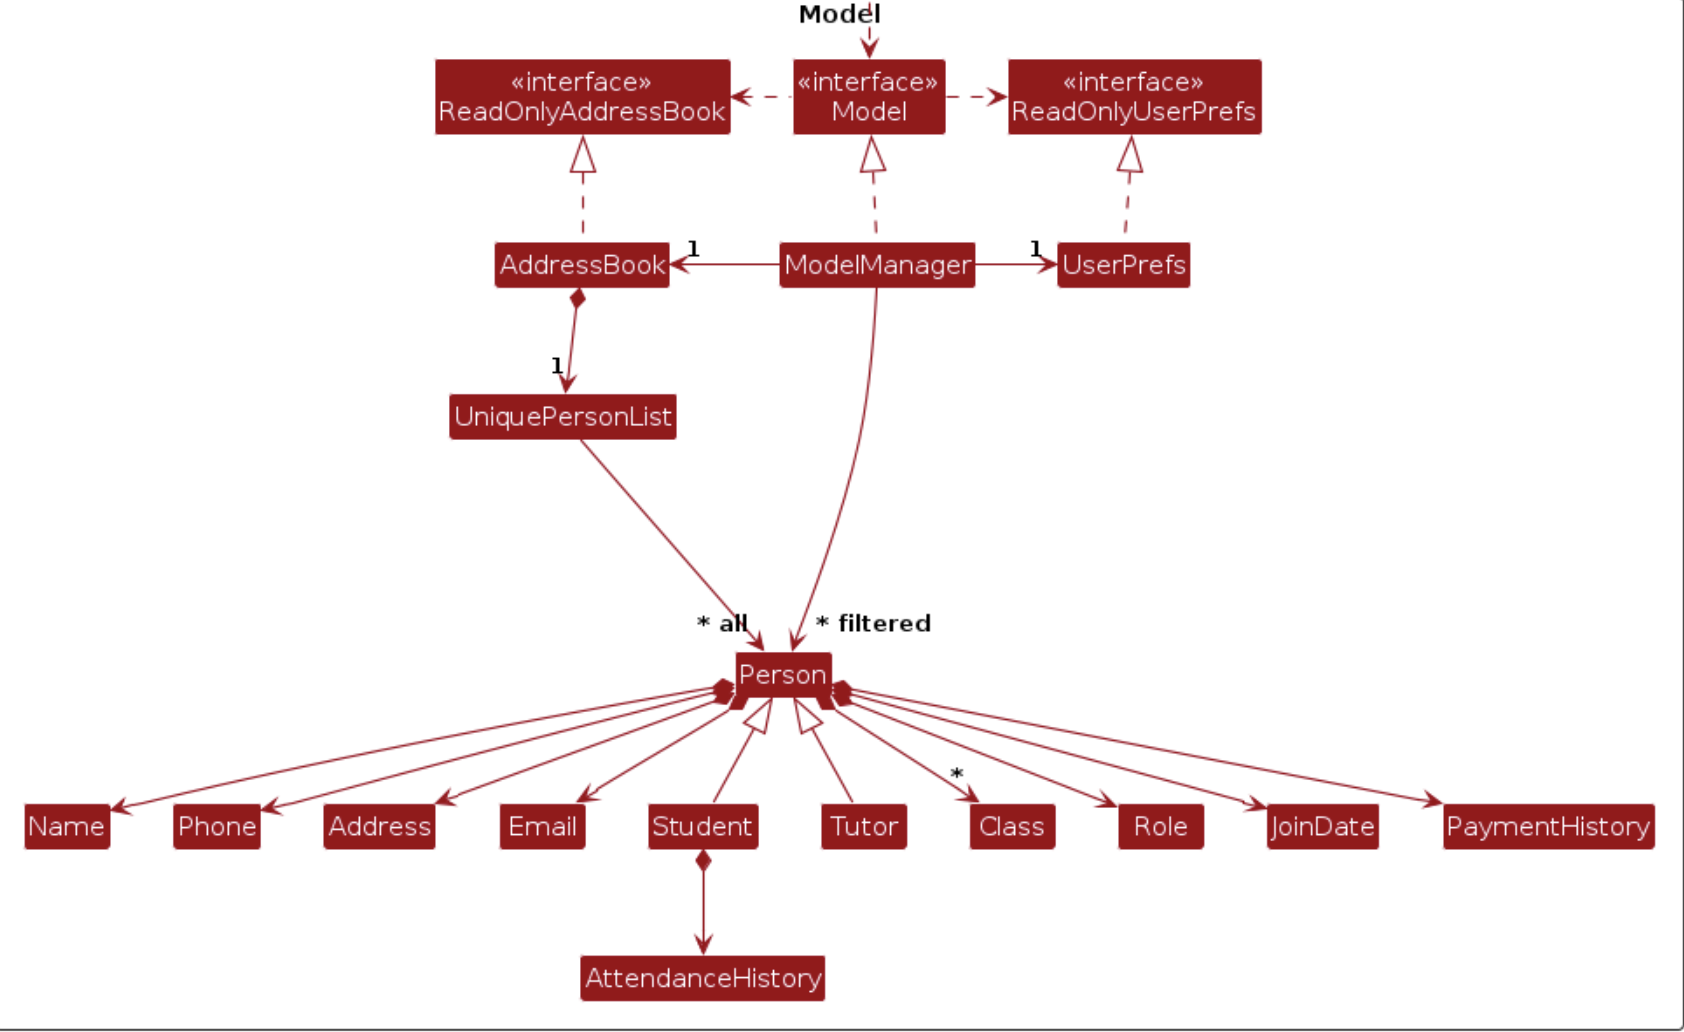 Model
«interface»
ReadOnlyAddressBook
«interface»
Model
«interface»
ReadOnlyUserPrefs
AddressBook
1
ModelManager
1
UserPrefs
1
UniquePersonList
* all
* filtered
Person
*
Name
Phone
Address
Email
Student
Tutor
Class
Role
JoinDate
PaymentHistory
AttendanceHistory